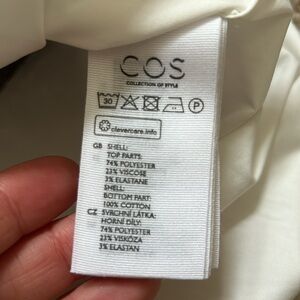 COS
COLLECTION OF STYLE
30 P
clevercare.info
GB SHELL:
TOP PARTS:
74% POLYESTER
23% VISCOSE
3% ELASTANE
SHELL:
BOTTOM PART:
100% COTTON
CZ SVRCHNÍ LÁTKA:
HORNÍ DÍLY:
74% POLYESTER
23% VISKÓZA
3% ELASTAN